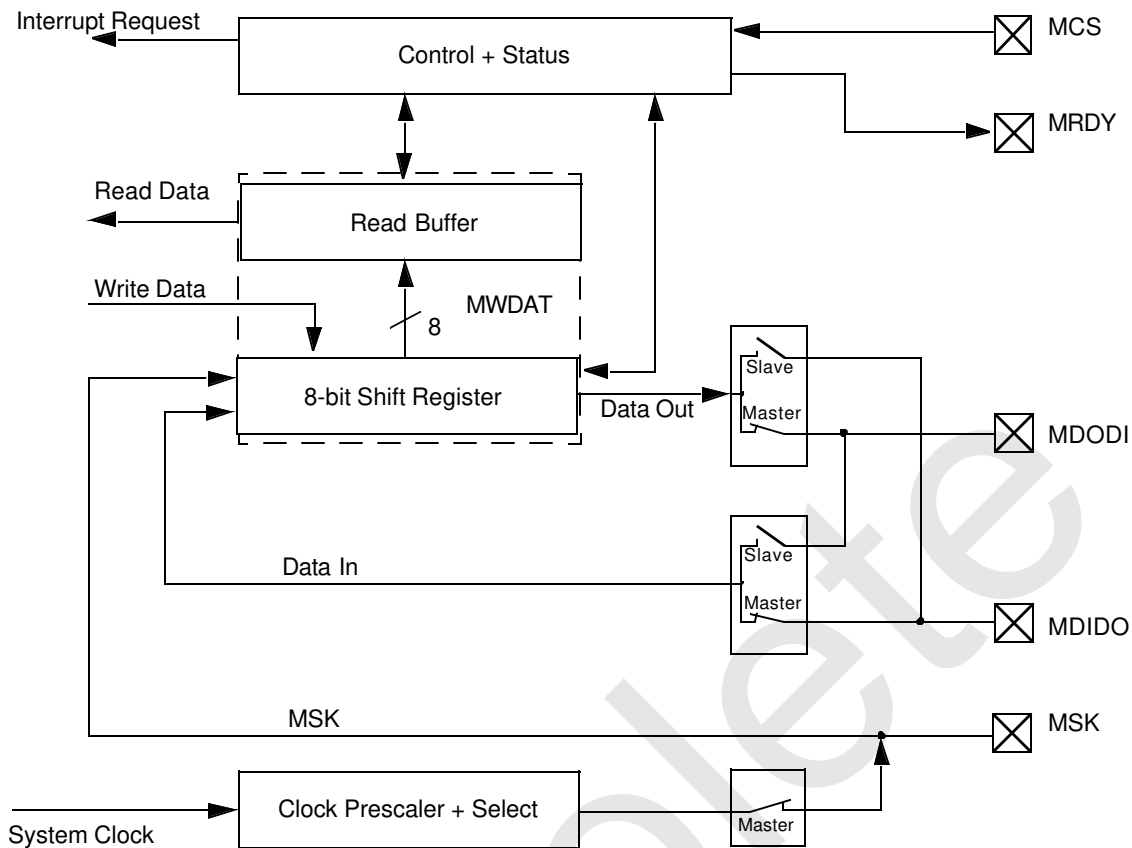 Interrupt Request
Control + Status
MCS
MRDY
Read Data
Read Buffer
Write Data
MWDAT
8
8-bit Shift Register
Data Out
Slave
Master
MDODI
Slave
Data In
Master
MDIDO
MSK
MSK
Clock Prescaler + Select
Master
System Clock
plete